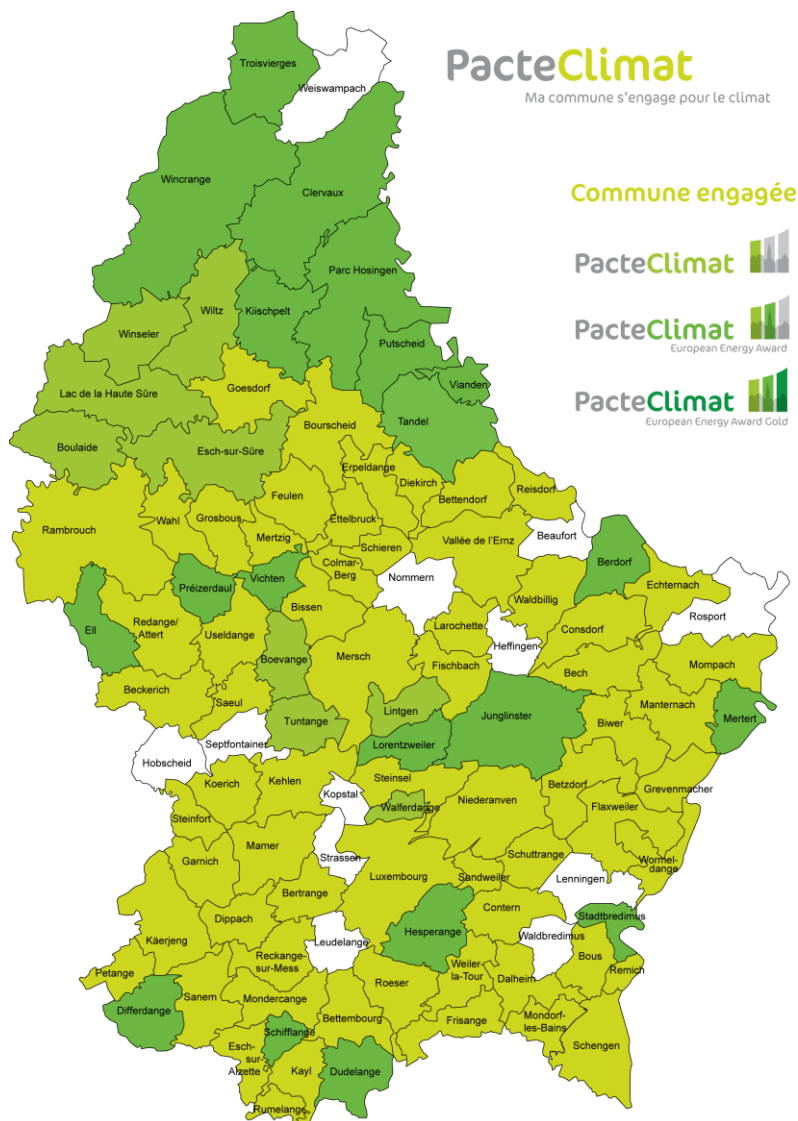 PacteClimat
Ma commune s'engage pour le climat
Commune engagée
PacteClimat
PacteClimat
European Energy Award
PacteClimat
European Energy Award Gold
Troisvierges
Weiswampach
Wincrange
Clervaux
Parc Hosingen
Wiltz
Kiischpelt
Winseler
Putscheid
Goesdorf
Vianden
Lac de la Haute Sûre
Tandel
Bourscheid
Boulaide
Esch-sur-Sûre
Erpeldange
Diekirch
Reisdorf
Bettendorf
Feulen
Rambrouch
Wahl
Grosbous
Ettelbruck
Mertzig
Beaufort
Vallée de l'Ernz
Schieren
Berdorf
Colmar-
Berg
Vichten
Nommern
Echternach
Préizerdaul
Waldbillig
Bissen
Rosport
Redange/
Attert
Ell
Useldange
Larochette
Consdorf
Heffingen
Boevange
Mersch
Fischbach
Mompach
Bech
Beckerich
Saeul
Manternach
Mertert
Lintgen
Junglinster
Tuntange
Biwer
Lorentzweiler
Septfontaines
Hobscheid
Steinsel
Koerich
Kehlen
Betzdorf
Grevenmacher
Kopstal
Niederanven
Walferdange
Flaxweiler
Steinfort
Mamer
Schuttrange
Garnich
Strassen
Wormel-
dange
Luxembourg
Sandweiler
Lenningen
Bertrange
Contern
Stadtbredimus
Dippach
Hesperange
Käerjeng
Leudelange
Waldbredimus
Reckange-
sur-Mess
Bous
Weiler-
la-Tour
Petange
Remich
Dalheim
Roeser
Sanem
Mondercange
Differdange
Bettembourg
Mondorf-
les-Bains
Frisange
Schifflange
Schengen
Esch-
sur-
Alzette
Kayl
Dudelange
Rumelange